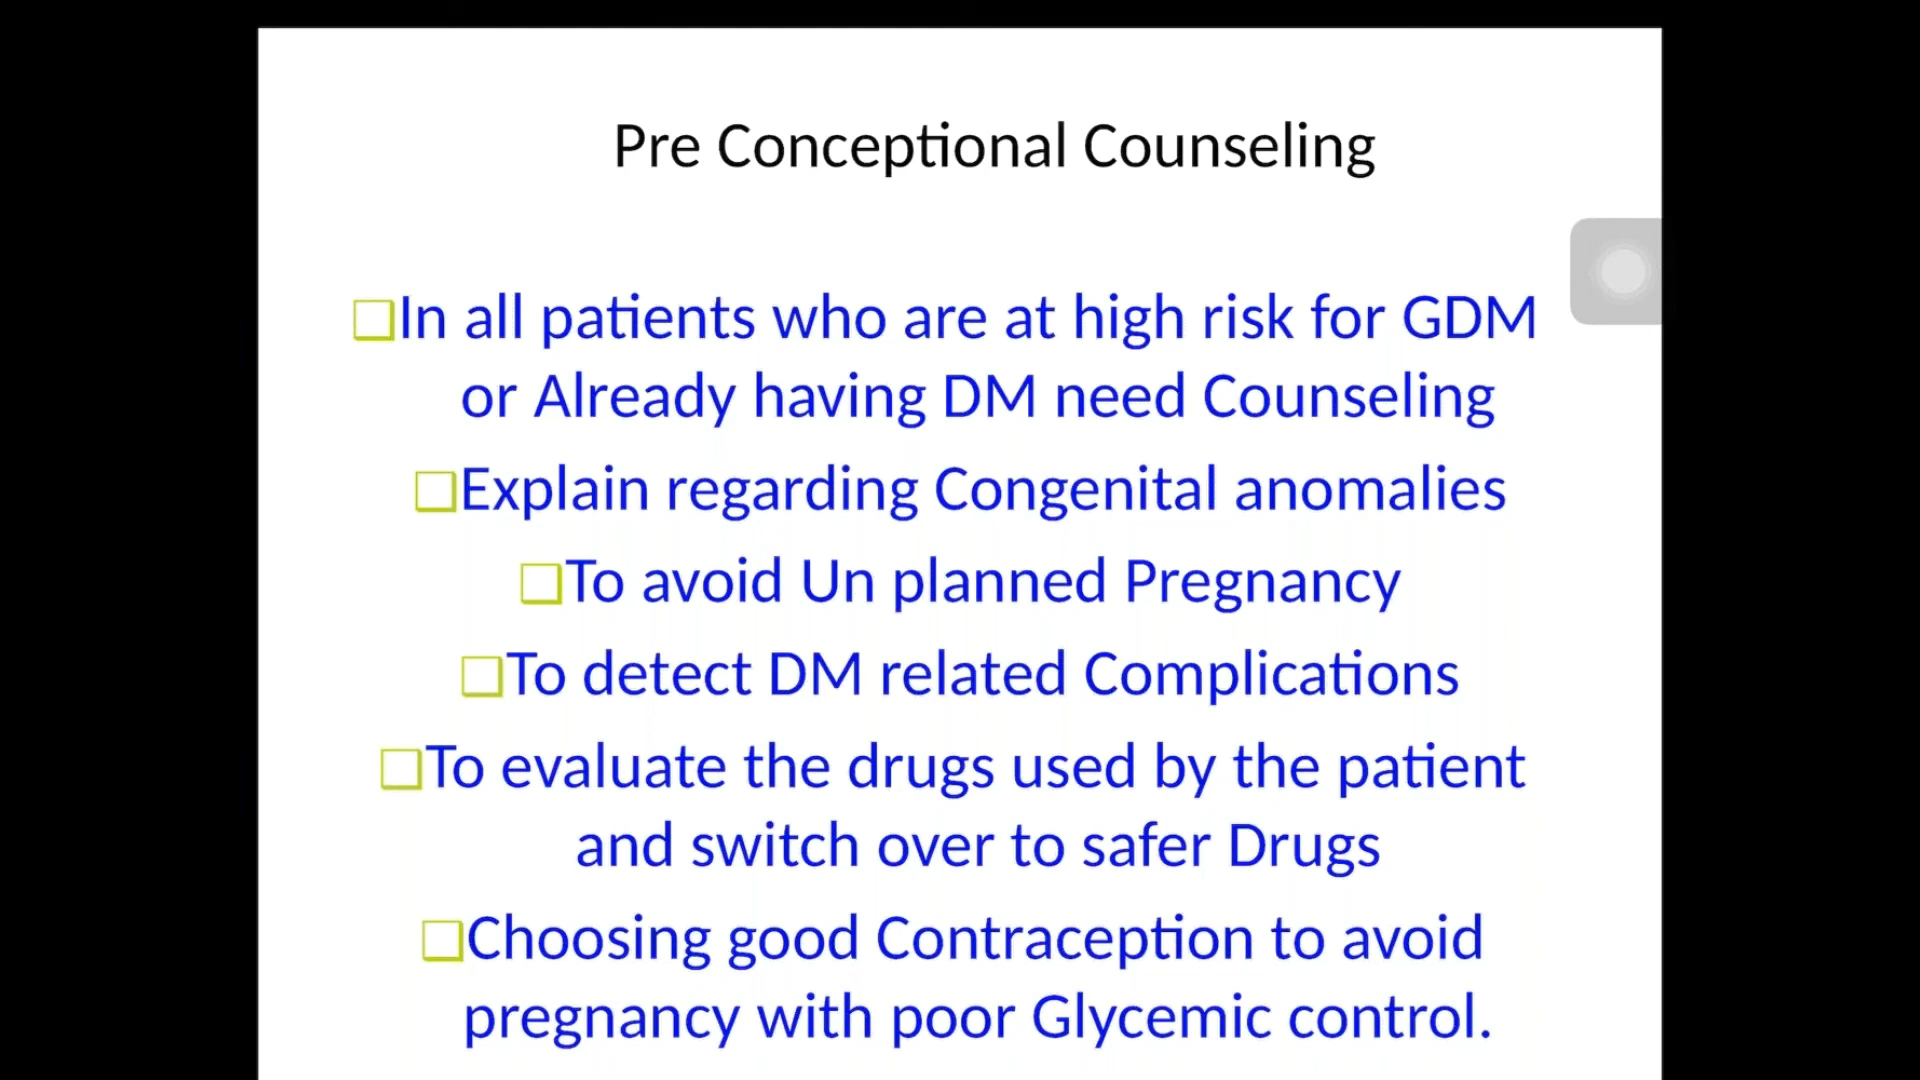 Pre Conceptional Counseling
❑In all patients who are at high risk for GDM
or Already having DM need Counseling
❑Explain regarding Congenital anomalies
❑To avoid Un planned Pregnancy
❑To detect DM related Complications
❑To evaluate the drugs used by the patient
and switch over to safer Drugs
❑Choosing good Contraception to avoid
pregnancy with poor Glycemic control.